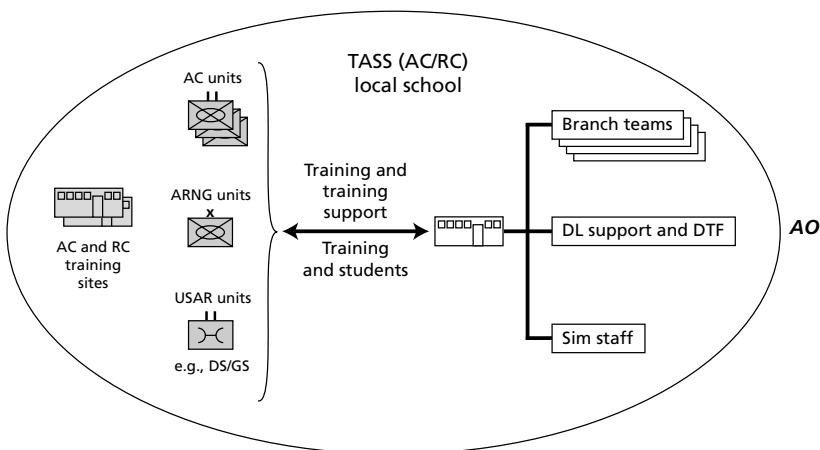 TASS (AC/RC)
local school
AC units
ARNG units
x
AC and RC
training
sites
USAR units
e.g., DS/GS
Training and
training
support
Training
and students
Branch teams
DL support and DTF
Sim staff
AO